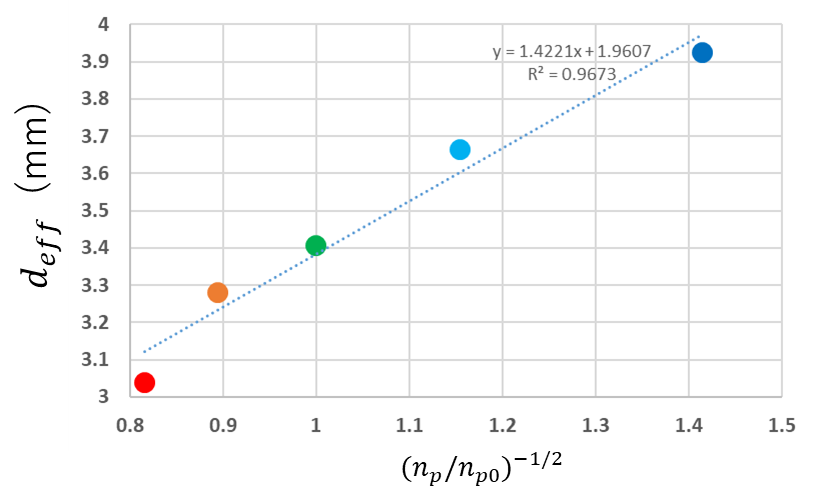 4
3.9
3.8
3.7
3.6
3.5
3.4
3.3
3.2
3.1
3
y = 1.4221x + 1.9607
R² = 0.9673
0.8 0.9 1 1.1 1.2 1.3 1.4 1.5
d_eff (mm)
(n_p/n_p0)^−1/2